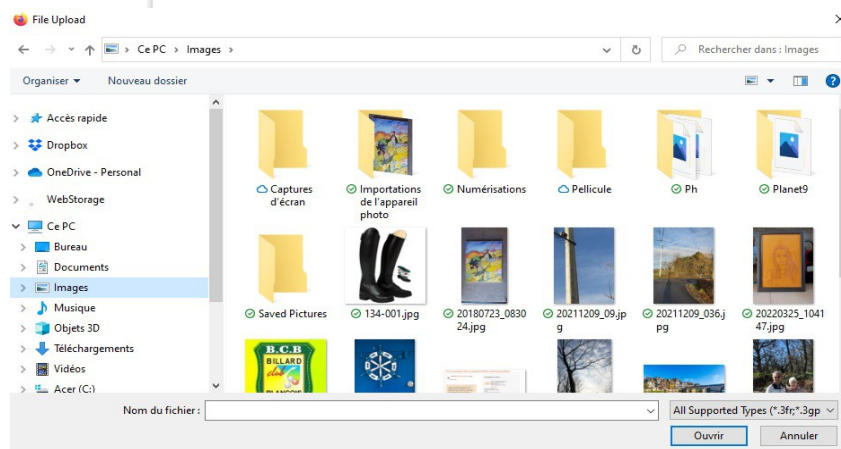 File Upload
Ce PC > Images >
Rechercher dans : Images
Organiser
Nouveau dossier
Accès rapide
Dropbox
OneDrive - Personal
WebStorage
Ce PC
Bureau
Documents
Images
Musique
Objets 3D
Téléchargements
Vidéos
Acer (C:)
Captures
d'écran
Importations
de l'appareil
photo
Numérisations
Pellicule
Ph
Planet9
Saved Pictures
134-001.jpg
20180723_0830
24.jpg
20211209_09.jp
g
20211209_036.j
pg
20220325_1041
47.jpg
B.C.B
BILLARD
club
Nom du fichier :
All Supported Types (*.3fr;*.3gp
Ouvrir
Annuler